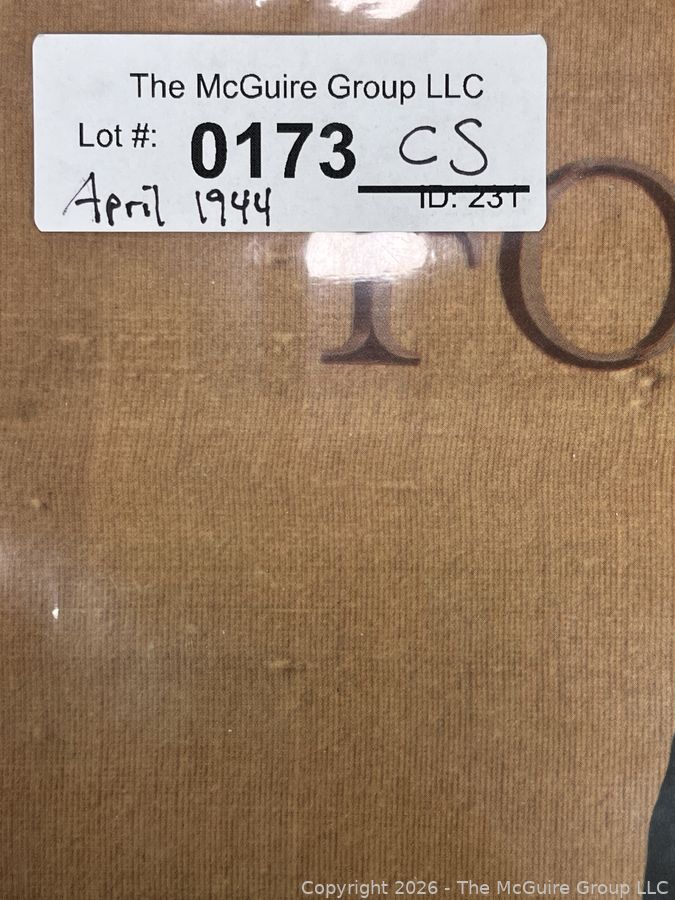 The McGuire Group LLC
Lot #: 0173 CS
April 1944 ID: 231
TO
Copyright 2026 - The McGuire Group LLC